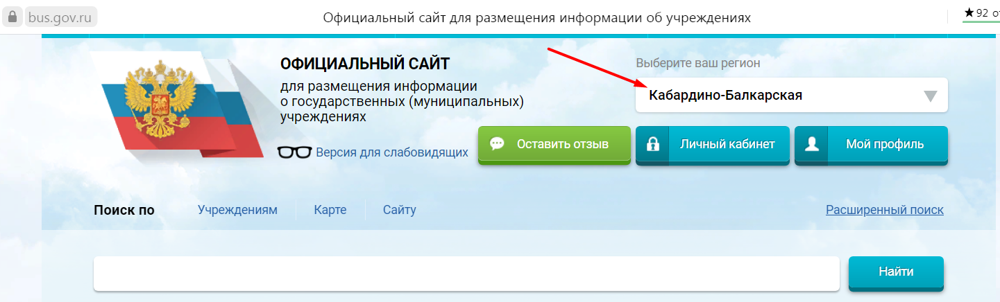 bus.gov.ru
Официальный сайт для размещения информации об учреждениях
★ 92 от
ОФИЦИАЛЬНЫЙ САЙТ
для размещения информации
о государственных (муниципальных)
учреждениях
Версия для слабовидящих
Выберите ваш регион
Кабардино-Балкарская
Оставить отзыв
Личный кабинет
Мой профиль
Поиск по
Учреждениям
Карте
Сайту
Расширенный поиск
Найти